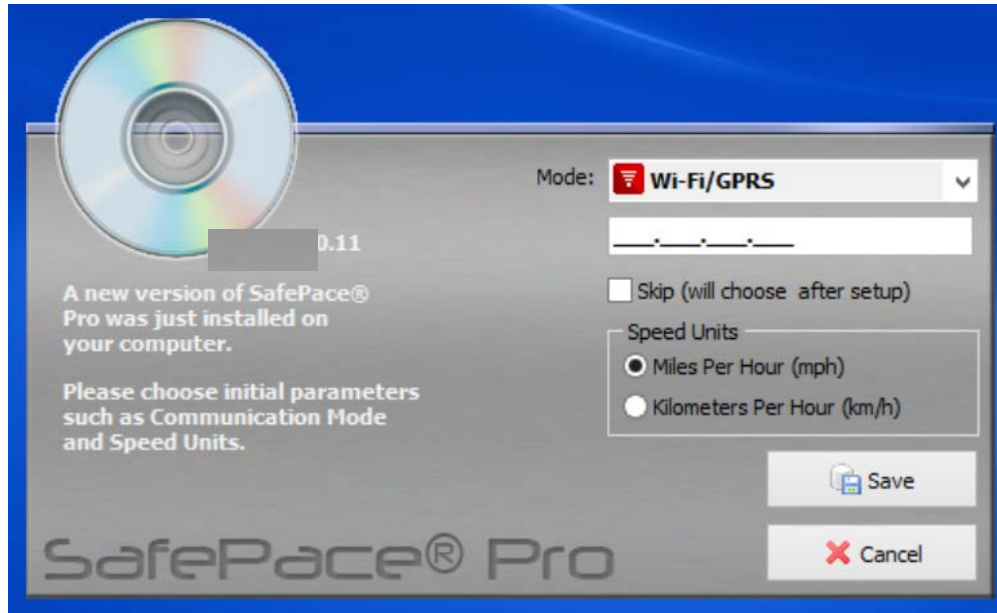 Mode: Wi-Fi/GPRS
___.___.___.___
0.11
Skip (will choose after setup)
A new version of SafePace®
Pro was just installed on
your computer.
Please choose initial parameters
such as Communication Mode
and Speed Units.
Speed Units
Miles Per Hour (mph)
Kilometers Per Hour (km/h)
Save
Cancel
SafePace® Pro